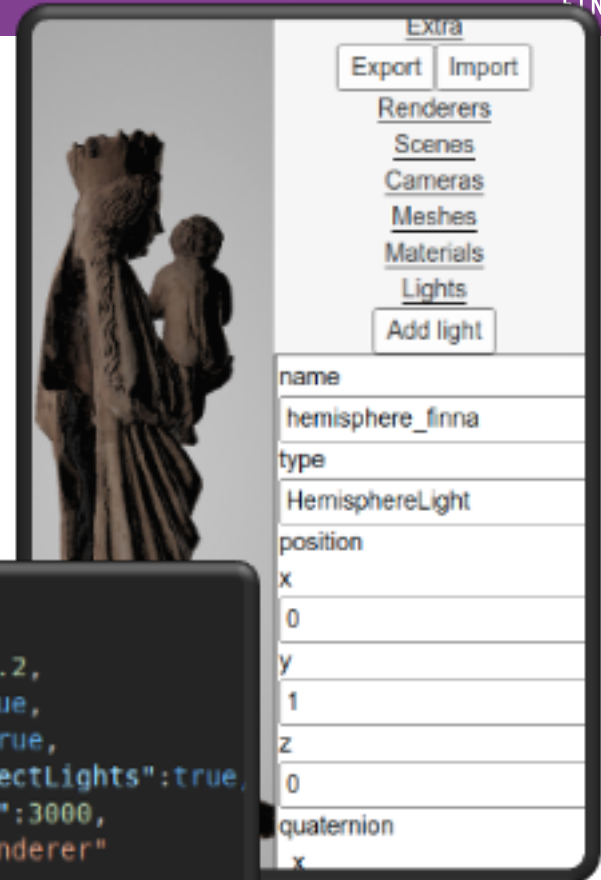 Extra
Export Import
Renderers
Scenes
Cameras
Meshes
Materials
Lights
Add light
name
hemisphere_finna
type
HemisphereLight
position
x
0
y
1
z
0
quaternion
x
.2,
ue,
rue,
ectLights":true,
":3000,
nderer"